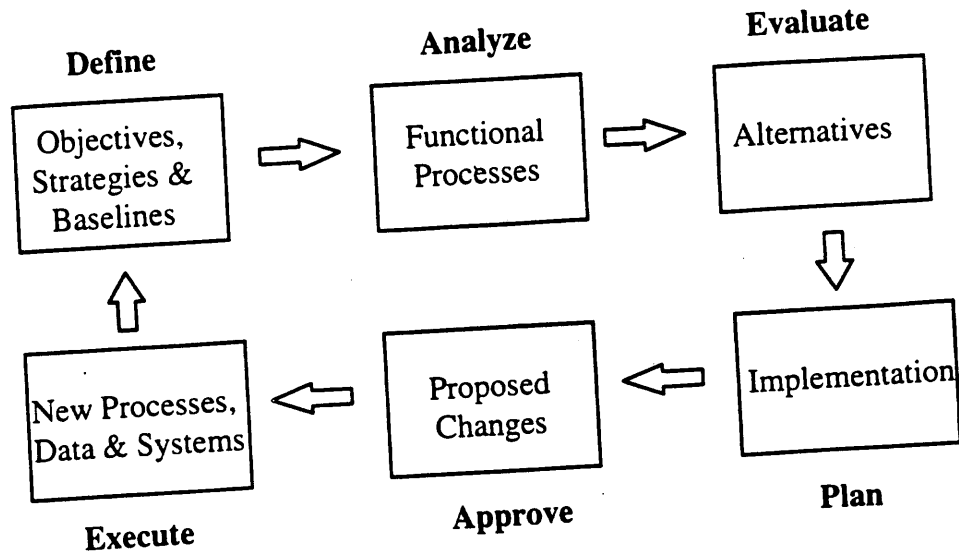 Define
Objectives,
Strategies &
Baselines
Analyze
Functional
Processes
Evaluate
Alternatives
Implementation
Plan
Proposed
Changes
Approve
New Processes,
Data & Systems
Execute